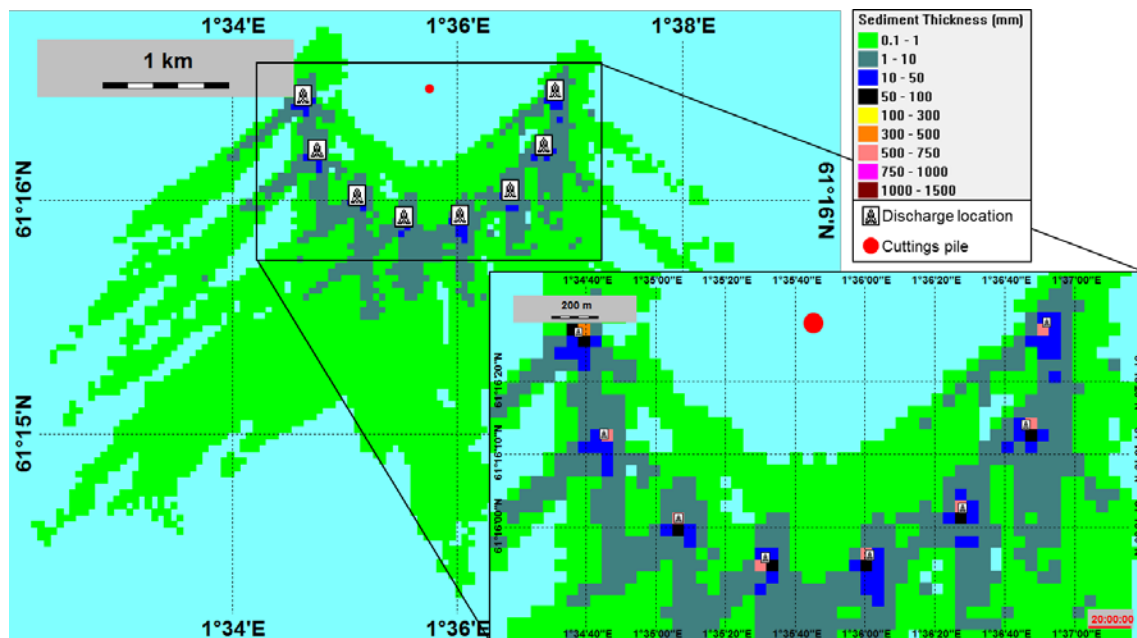 1°34'E
1°36'E
1°38'E
1 km
61°16'N
61°16'N
61°15'N
1°34'E
1°36'E
1°38'E
Sediment Thickness (mm)
0.1 - 1
1 - 10
10 - 50
50 - 100
100 - 300
300 - 500
500 - 750
750 - 1000
1000 - 1500
Discharge location
Cuttings pile
1°34'40"E
1°35'00"E
1°35'20"E
1°35'40"E
1°36'00"E
1°36'20"E
1°36'40"E
1°37'00"E
200 m
61°16'20"N
61°16'10"N
61°16'00"N
1°34'40"E
1°35'00"E
1°35'20"E
1°35'40"E
1°36'00"E
1°36'20"E
1°36'40"E
1°37'00"E
20:00:00